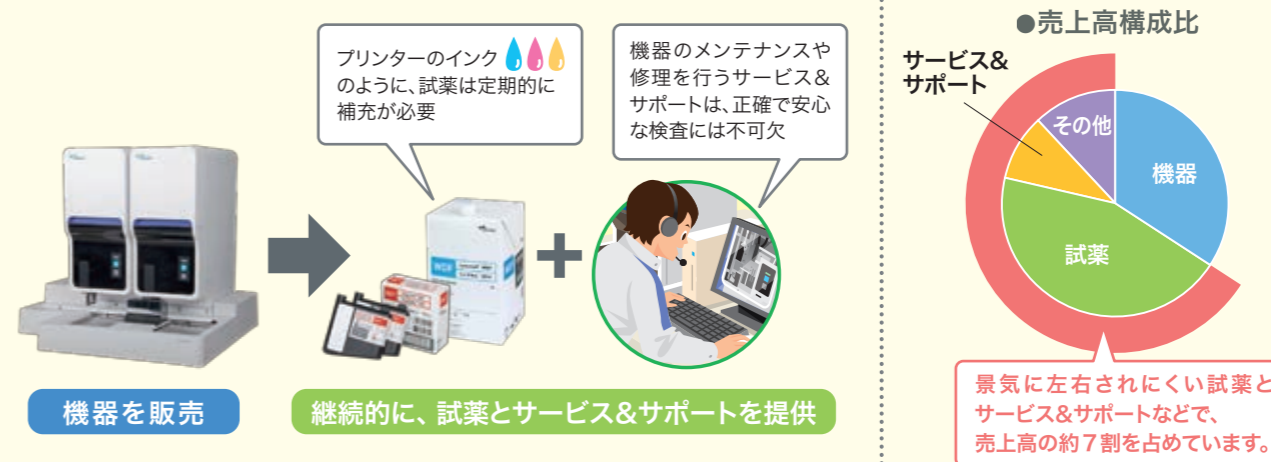 プリンターのインク
のように、試薬は定期的に
補充が必要
機器のメンテナンスや
修理を行うサービス&
サポートは、正確で安心
な検査には不可欠
機器を販売
継続的に、試薬とサービス&サポートを提供
●売上高構成比
サービス&
サポート
その他
機器
試薬
景気に左右されにくい試薬と
サービス&サポートなどで、
売上高の約7割を占めています。